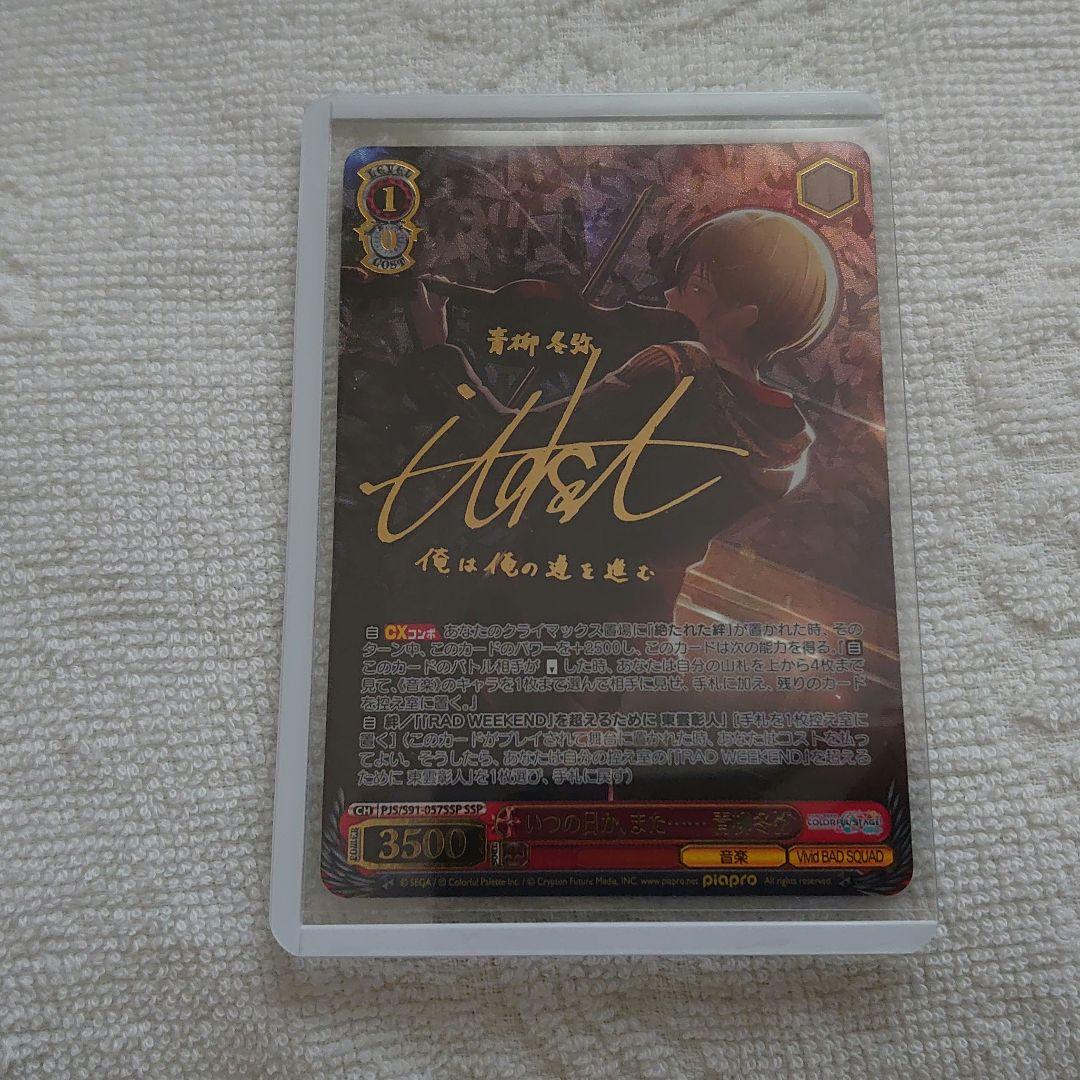 LEVEL
1
0
COST
青柳 冬弥
俺は俺の道を進む
自 CXコンボ あなたのクライマックス置場に「絶たれた絆」が置かれた時、その
ターン中、このカードのパワーを+2500し、このカードは次の能力を得る。『自
このカードのバトル相手が した時、あなたは自分の山札を上から4枚まで
見て、《音楽》のキャラを1枚まで選んで相手に見せ、手札に加え、残りのカード
を控え室に置く。』
自 絆/「「RAD WEEKEND」を超えるために 東雲彰人」 [手札を1枚控え室に
置く] (このカードがプレイされて舞台に置かれた時、あなたはコストを払っ
てよい。そうしたら、あなたは自分の控え室の「「RAD WEEKEND」を超える
ために 東雲彰人」を1枚選び、手札に戻す)
CH PJS/S91-057SSP SSP
いつの日か、また…… 青柳冬弥
COLORFUL STAGE
POWER 3500
SOUL
音楽
Vivid BAD SQUAD
© SEGA / © Colorful Palette Inc. / © Crypton Future Media, INC. www.piapro.net piapro All rights reserved.